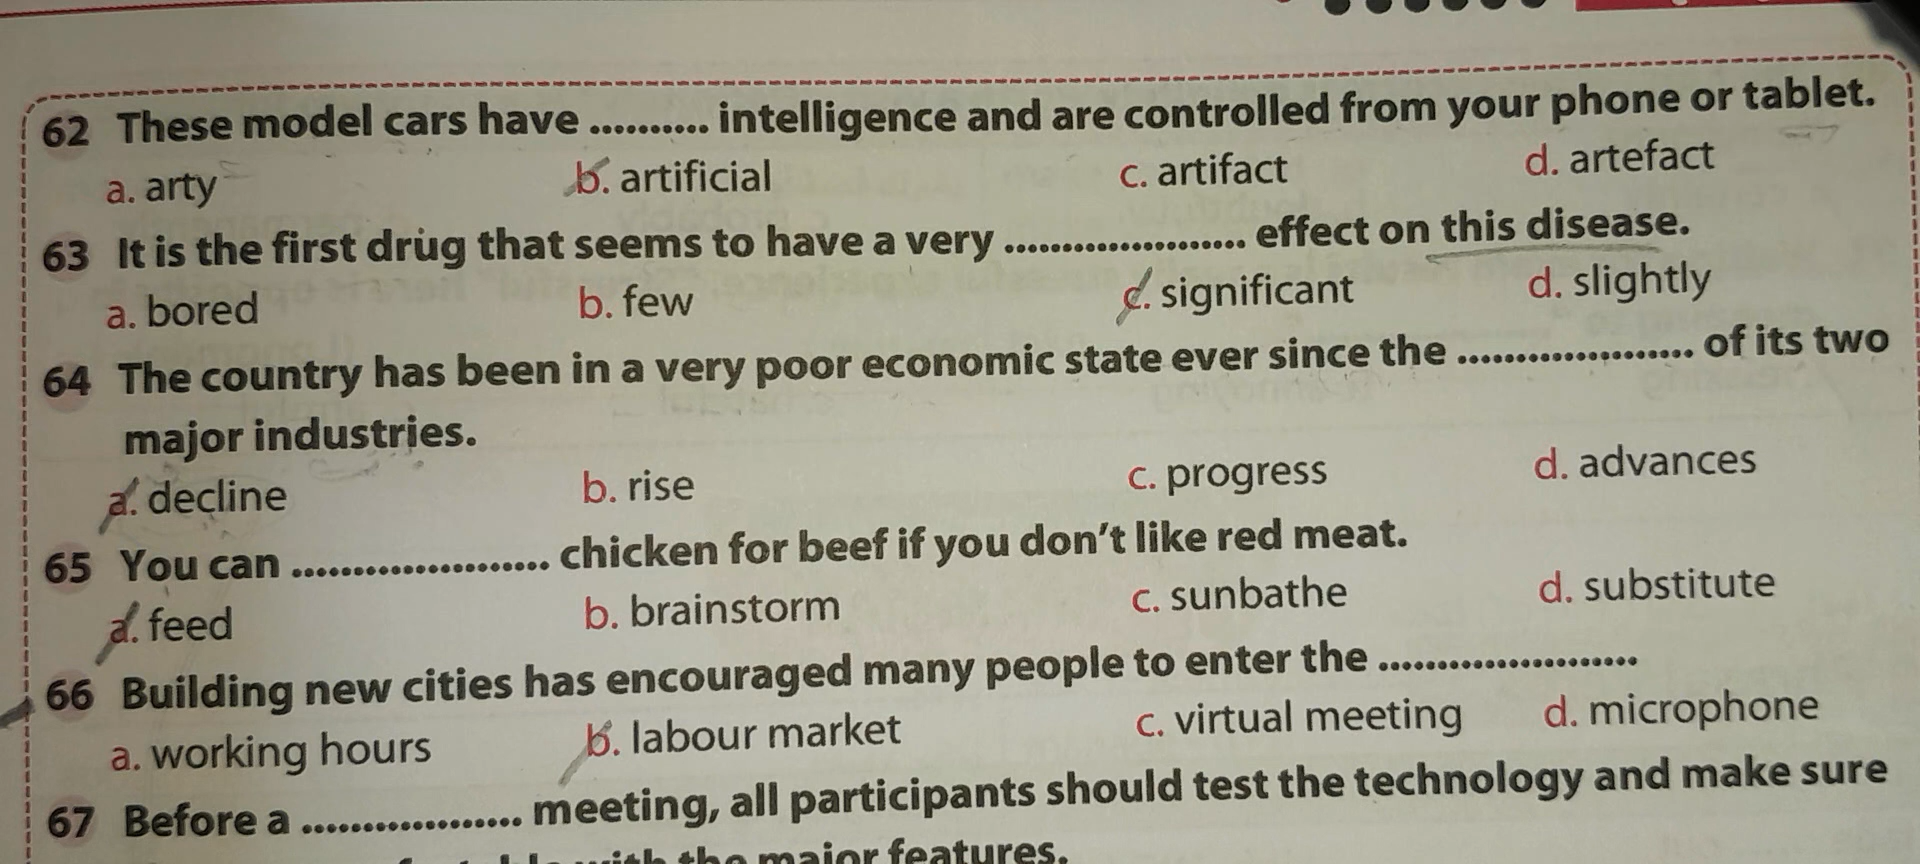 62 These model cars have .......... intelligence and are controlled from your phone or tablet.
a. arty b. artificial c. artifact d. artefact
63 It is the first drug that seems to have a very ..................... effect on this disease.
a. bored b. few c. significant d. slightly
64 The country has been in a very poor economic state ever since the .................... of its two
major industries.
a. decline b. rise c. progress d. advances
65 You can ...................... chicken for beef if you don't like red meat.
a. feed b. brainstorm c. sunbathe d. substitute
66 Building new cities has encouraged many people to enter the ......................
a. working hours b. labour market c. virtual meeting d. microphone
67 Before a ................... meeting, all participants should test the technology and make sure
with the major features.